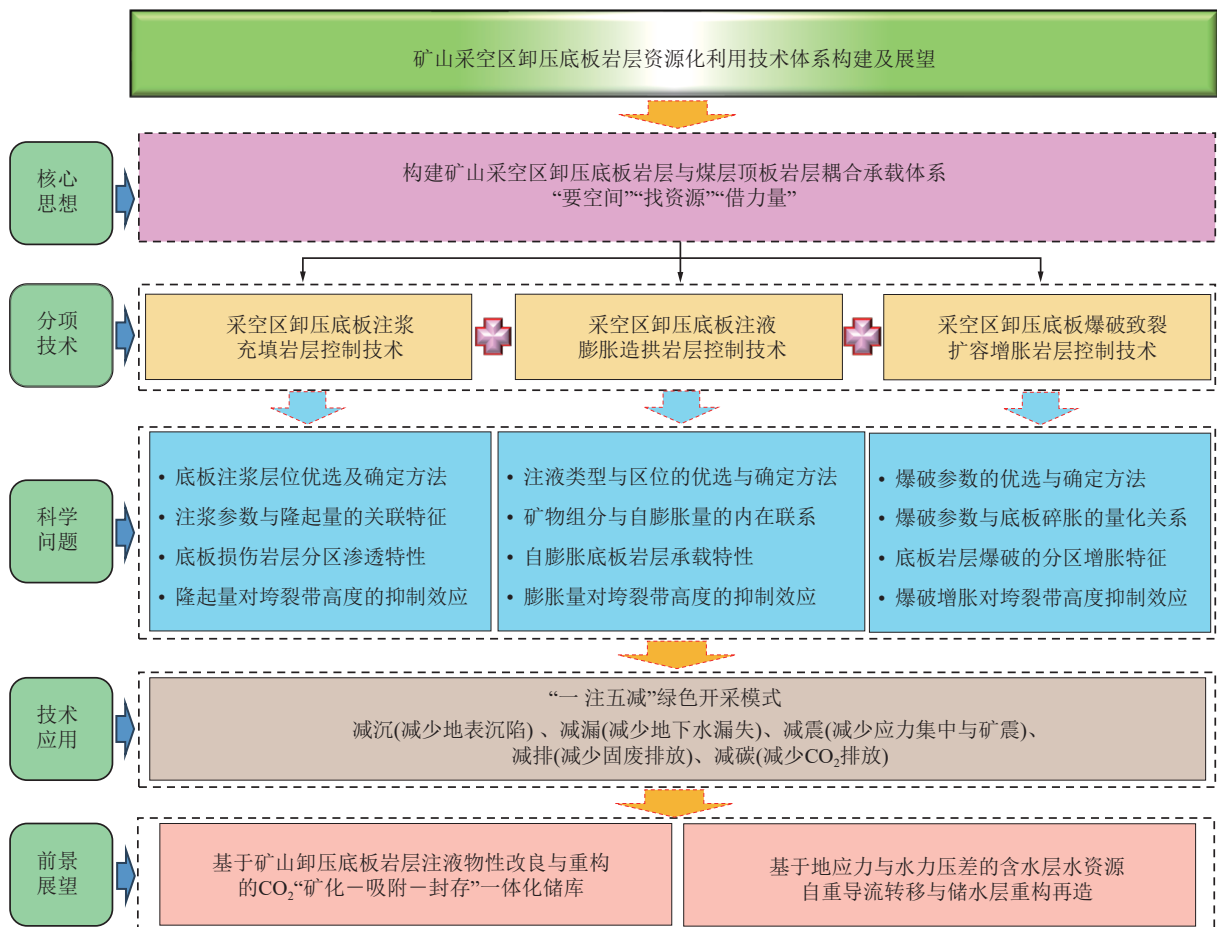 矿山采空区卸压底板岩层资源化利用技术体系构建及展望
核心
思想
构建矿山采空区卸压底板岩层与煤层顶板岩层耦合承载体系
“要空间”“找资源”“借力量”
分项
技术
采空区卸压底板注浆
充填岩层控制技术
采空区卸压底板注液
膨胀造拱岩层控制技术
采空区卸压底板爆破致裂
扩容增胀岩层控制技术
科学
问题
• 底板注浆层位优选及确定方法
• 注浆参数与隆起量的关联特征
• 底板损伤岩层分区渗透特性
• 隆起量对垮裂带高度的抑制效应
• 注液类型与区位的优选与确定方法
• 矿物组分与自膨胀量的内在联系
• 自膨胀底板岩层承载特性
• 膨胀量对垮裂带高度的抑制效应
• 爆破参数的优选与确定方法
• 爆破参数与底板碎胀的量化关系
• 底板岩层爆破的分区增胀特征
• 爆破增胀对垮裂带高度抑制效应
技术
应用
“一 注五减”绿色开采模式
减沉(减少地表沉陷) 、减漏(减少地下水漏失)、减震(减少应力集中与矿震)、
减排(减少固废排放)、减碳(减少CO₂排放)
前景
展望
基于矿山卸压底板岩层注液物性改良与重构
的CO₂“矿化－吸附－封存”一体化储库
基于地应力与水力压差的含水层水资源
自重导流转移与储水层重构再造